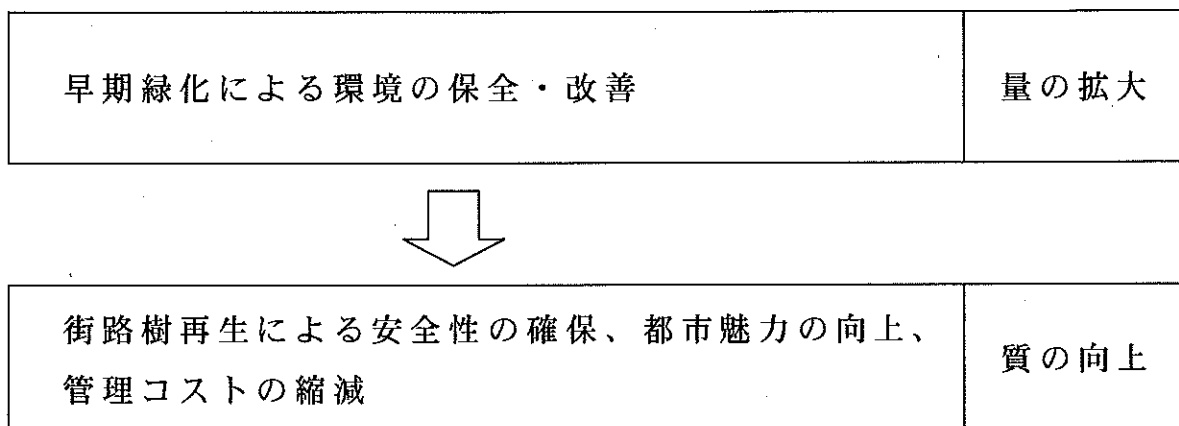 早期緑化による環境の保全・改善
量の拡大
街路樹再生による安全性の確保、都市魅力の向上、
管理コストの縮減
質の向上